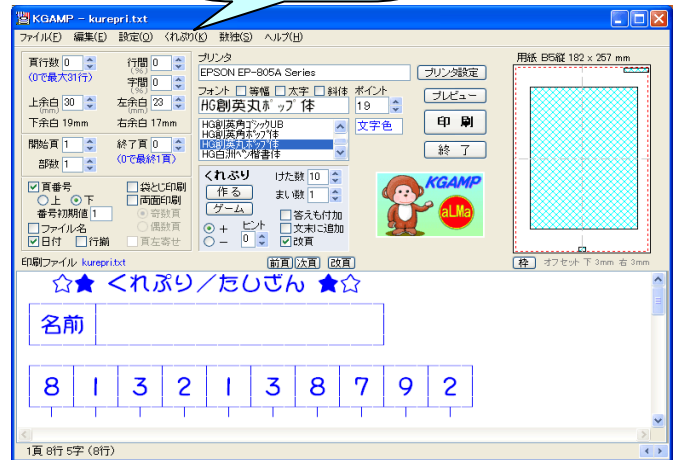 KGAMP - kurepri.txt
ファイル(F) 編集(E) 設定(O) くれぷり(K) 数独(S) ヘルプ(H)
頁行数 0 行間 0
(0で最大31行) (%)
字間 0
(%)
上余白 30 左余白 23
(mm) (mm)
下余白 19mm 右余白 17mm
開始頁 1 終了頁 0
部数 1 (0で最終1頁)
頁番号 袋とじ印刷
上 下 両面印刷
番号初期値 1 奇数頁
ファイル名 偶数頁
日付 行揃 頁左寄せ
プリンタ
EPSON EP-805A Series プリンタ設定
フォント 等幅 太字 斜体 ポイント
HG創英丸ポップ体 19
プレビュー
HG創英角ゴシックUB 文字色
HG創英角ポップ体
HG創英丸ポップ体
HG白洲ペン楷書体
印 刷
終 了
くれぷり けた数 10
作る まい数 1
ゲーム 答えも付加
+ ヒント 文末に追加
- 0 改頁
KGAMP
aLMa
用紙 B5縦 182 x 257 mm
印刷ファイル kurepri.txt 前頁 次頁 改頁 枠 オフセット 下 3mm 右 3mm
☆★ くれぷり/たしざん ★☆
名前
8 1 3 2 1 3 8 7 9 2
1頁 8行 5字 (8行)